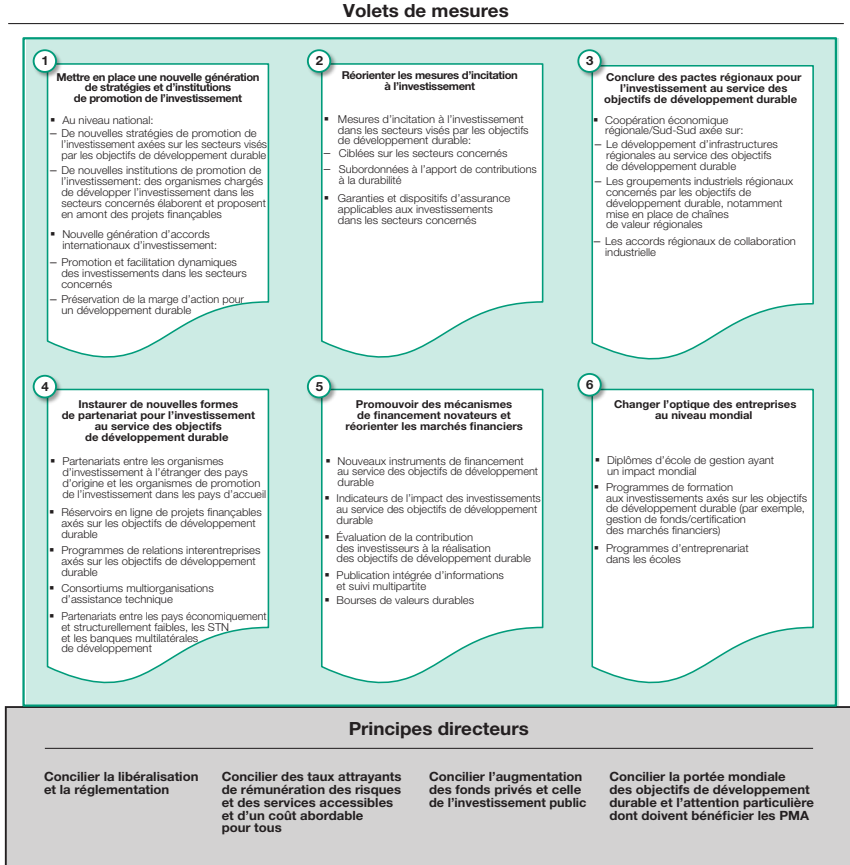 Volets de mesures
1
Mettre en place une nouvelle génération
de stratégies et d'institutions
de promotion de l'investissement
▪ Au niveau national:
– De nouvelles stratégies de promotion de
l'investissement axées sur les secteurs visés
par les objectifs de développement durable
– De nouvelles institutions de promotion de
l'investissement: des organismes chargés
de développer l'investissement dans les
secteurs concernés élaborent et proposent
en amont des projets finançables
▪ Nouvelle génération d'accords
internationaux d'investissement:
– Promotion et facilitation dynamiques
des investissements dans les secteurs
concernés
– Préservation de la marge d'action pour
un développement durable
2
Réorienter les mesures d'incitation
à l'investissement
▪ Mesures d'incitation à l'investissement
dans les secteurs visés par les objectifs
de développement durable:
– Ciblées sur les secteurs concernés
– Subordonnées à l'apport de contributions
à la durabilité
▪ Garanties et dispositifs d'assurance
applicables aux investissements
dans les secteurs concernés
3
Conclure des pactes régionaux pour
l'investissement au service des
objectifs de développement durable
▪ Coopération économique
régionale/Sud-Sud axée sur:
– Le développement d'infrastructures
régionales au service des objectifs
de développement durable
– Les groupements industriels régionaux
concernés par les objectifs de
développement durable, notamment
mise en place de chaînes
de valeur régionales
– Les accords régionaux de collaboration
industrielle
4
Instaurer de nouvelles formes
de partenariat pour l'investissement
au service des objectifs
de développement durable
▪ Partenariats entre les organismes
d'investissement à l'étranger des pays
d'origine et les organismes de promotion
de l'investissement dans les pays d'accueil
▪ Réservoirs en ligne de projets finançables
axés sur les objectifs de développement
durable
▪ Programmes de relations interentreprises
axés sur les objectifs de développement
durable
▪ Consortiums multiorganisations
d'assistance technique
▪ Partenariats entre les pays économiquement
et structurellement faibles, les STN
et les banques multilatérales
de développement
5
Promouvoir des mécanismes
de financement novateurs et
réorienter les marchés financiers
▪ Nouveaux instruments de financement
au service des objectifs de développement
durable
▪ Indicateurs de l'impact des investissements
au service des objectifs de développement
durable
▪ Évaluation de la contribution
des investisseurs à la réalisation
des objectifs de développement durable
▪ Publication intégrée d'informations
et suivi multipartite
▪ Bourses de valeurs durables
6
Changer l'optique des entreprises
au niveau mondial
▪ Diplômes d'école de gestion ayant
un impact mondial
▪ Programmes de formation
aux investissements axés sur les objectifs
de développement durable (par exemple,
gestion de fonds/certification
des marchés financiers)
▪ Programmes d'entreprenariat
dans les écoles
Principes directeurs
Concilier la libéralisation
et la réglementation
Concilier des taux attrayants
de rémunération des risques
et des services accessibles
et d'un coût abordable
pour tous
Concilier l'augmentation
des fonds privés et celle
de l'investissement public
Concilier la portée mondiale
des objectifs de développement
durable et l'attention particulière
dont doivent bénéficier les PMA